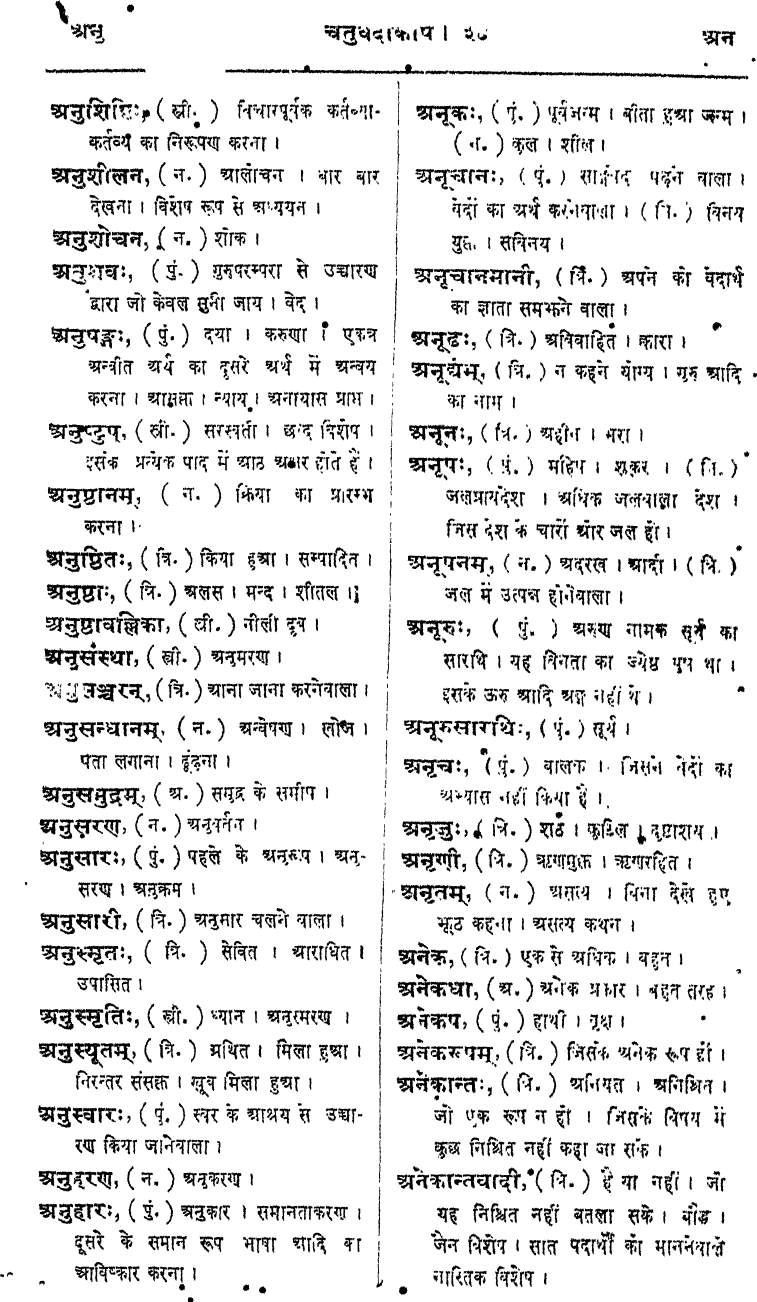 अनु
अन
अनुशिष्टिः, ( स्त्री. ) विचारपूर्वक कर्तव्या-
कर्तव्य का निरूपण करना ।
अनुशीलन, ( न. ) आलोचन । बार बार
देखना । विशेष रूप से अध्ययन ।
अनुशोचन, ( न. ) शोक ।
अनुश्रवः, ( पुं. ) गुरुपरम्परा से उच्चारण
द्वारा जो केवल सुनी जाय । वेद ।
अनुषङ्गः, ( पुं. ) दया । करुणा । एकत्र
अन्वीत अर्थ का दूसरे अर्थ में अन्वय
करना । आसक्ति । न्याय । अनायास प्राप्त ।
अनुष्टुप्, ( स्त्री. ) सरस्वती । छन्द विशेष ।
इसके प्रत्येक पाद में आठ अक्षर होते हैं ।
अनुष्ठानम्, ( न. ) क्रिया का प्रारम्भ
करना ।
अनुष्ठितः, ( त्रि. ) किया हुआ । सम्पादित ।
अनुष्णः, ( त्रि. ) अलस । मन्द । शीतल ।
अनुष्णवल्लिका, ( स्त्री. ) नीली दूब ।
अनुसंस्था, ( स्त्री. ) अनुमरण ।
अनुसञ्चरन्, ( त्रि. ) आना जाना करनेवाला ।
अनुसन्धानम्, ( न. ) अन्वेषण । खोज ।
पता लगाना । ढूंढ़ना ।
अनुसमुद्रम्, ( अ. ) समुद्र के समीप ।
अनुसरण, ( न. ) अनुवर्तन ।
अनुसारः, ( पुं. ) पहले के अनुरूप । अनु-
सरण । अनुक्रम ।
अनुसारी, ( त्रि. ) अनुसार चलने वाला ।
अनुस्मृतः, ( त्रि. ) सेवित । आराधित ।
उपासित ।
अनुस्मृतिः, ( स्त्री. ) ध्यान । अनुस्मरण ।
अनुस्यूतम्, ( त्रि. ) ग्रथित । मिला हुआ ।
निरन्तर संसक्त । खूब मिला हुआ ।
अनुस्वारः, ( पुं. ) स्वर के आश्रय से उच्चा-
रण किया जानेवाला ।
अनुहरण, ( न. ) अनुकरण ।
अनुहारः, ( पुं. ) अनुकार । समानताकरण ।
दूसरे के समान रूप भाषा आदि का
आविष्कार करना ।
अनूकः, ( पुं. ) पूर्वजन्म । बीता हुआ जन्म ।
( न. ) कुल । शील ।
अनूचानः, ( पुं. ) साङ्गवेद पढ़ने वाला ।
वेदों का अर्थ करनेवाला । ( त्रि. ) विनय
युक्त । सविनय ।
अनूचानमानी, ( त्रि. ) अपने को वेदार्थ
का ज्ञाता समझने वाला ।
अनूढः, ( त्रि. ) अविवाहित । कारा ।
अनूद्यम्, ( त्रि. ) न कहने योग्य । गुरु आदि
का नाम ।
अनूनः, ( त्रि. ) अहीन । भरा ।
अनूपः, ( पुं. ) महिष । शूकर । ( त्रि. )
जलप्रायदेश । अधिक जलवाला देश ।
जिस देश के चारों ओर जल हो ।
अनूपनम्, ( न. ) अदरख । आर्दा । ( त्रि. )
जल में उत्पन्न होनेवाला ।
अनूरुः, ( पुं. ) अरुण नामक सूर्य का
सारथि । यह विनता का ज्येष्ठ पुत्र था ।
इसके ऊरु आदि अङ्ग नहीं थे ।
अनूरुसारथिः, ( पुं. ) सूर्य ।
अनृचः, ( पुं. ) बालक । जिसने वेदों का
अभ्यास नहीं किया है ।
अनृजुः, ( त्रि. ) शठ । कुटिल । दुष्टाशय ।
अनृणी, ( त्रि. ) ऋणमुक्त । ऋणरहित ।
अनृतम्, ( न. ) असत्य । बिना देखे हुए
झूठ कहना । असत्य कथन ।
अनेक, ( त्रि. ) एक से अधिक । बहुत ।
अनेकधा, ( अ. ) अनेक प्रकार । बहुत तरह ।
अनेकप, ( पुं. ) हाथी । वृक्ष ।
अनेकरूपम्, ( त्रि. ) जिसके अनेक रूप हों ।
अनेकान्तः, ( त्रि. ) अनियत । अनिश्चित ।
जो एक रूप न हो । जिसके विषय में
कुछ निश्चित नहीं कहा जा सके ।
अनेकान्तवादी, ( त्रि. ) है या नहीं । जो
यह निश्चित नहीं बतला सके । बौद्ध ।
जैन विशेष । सात पदार्थों को माननेवाले
नास्तिक विशेष ।